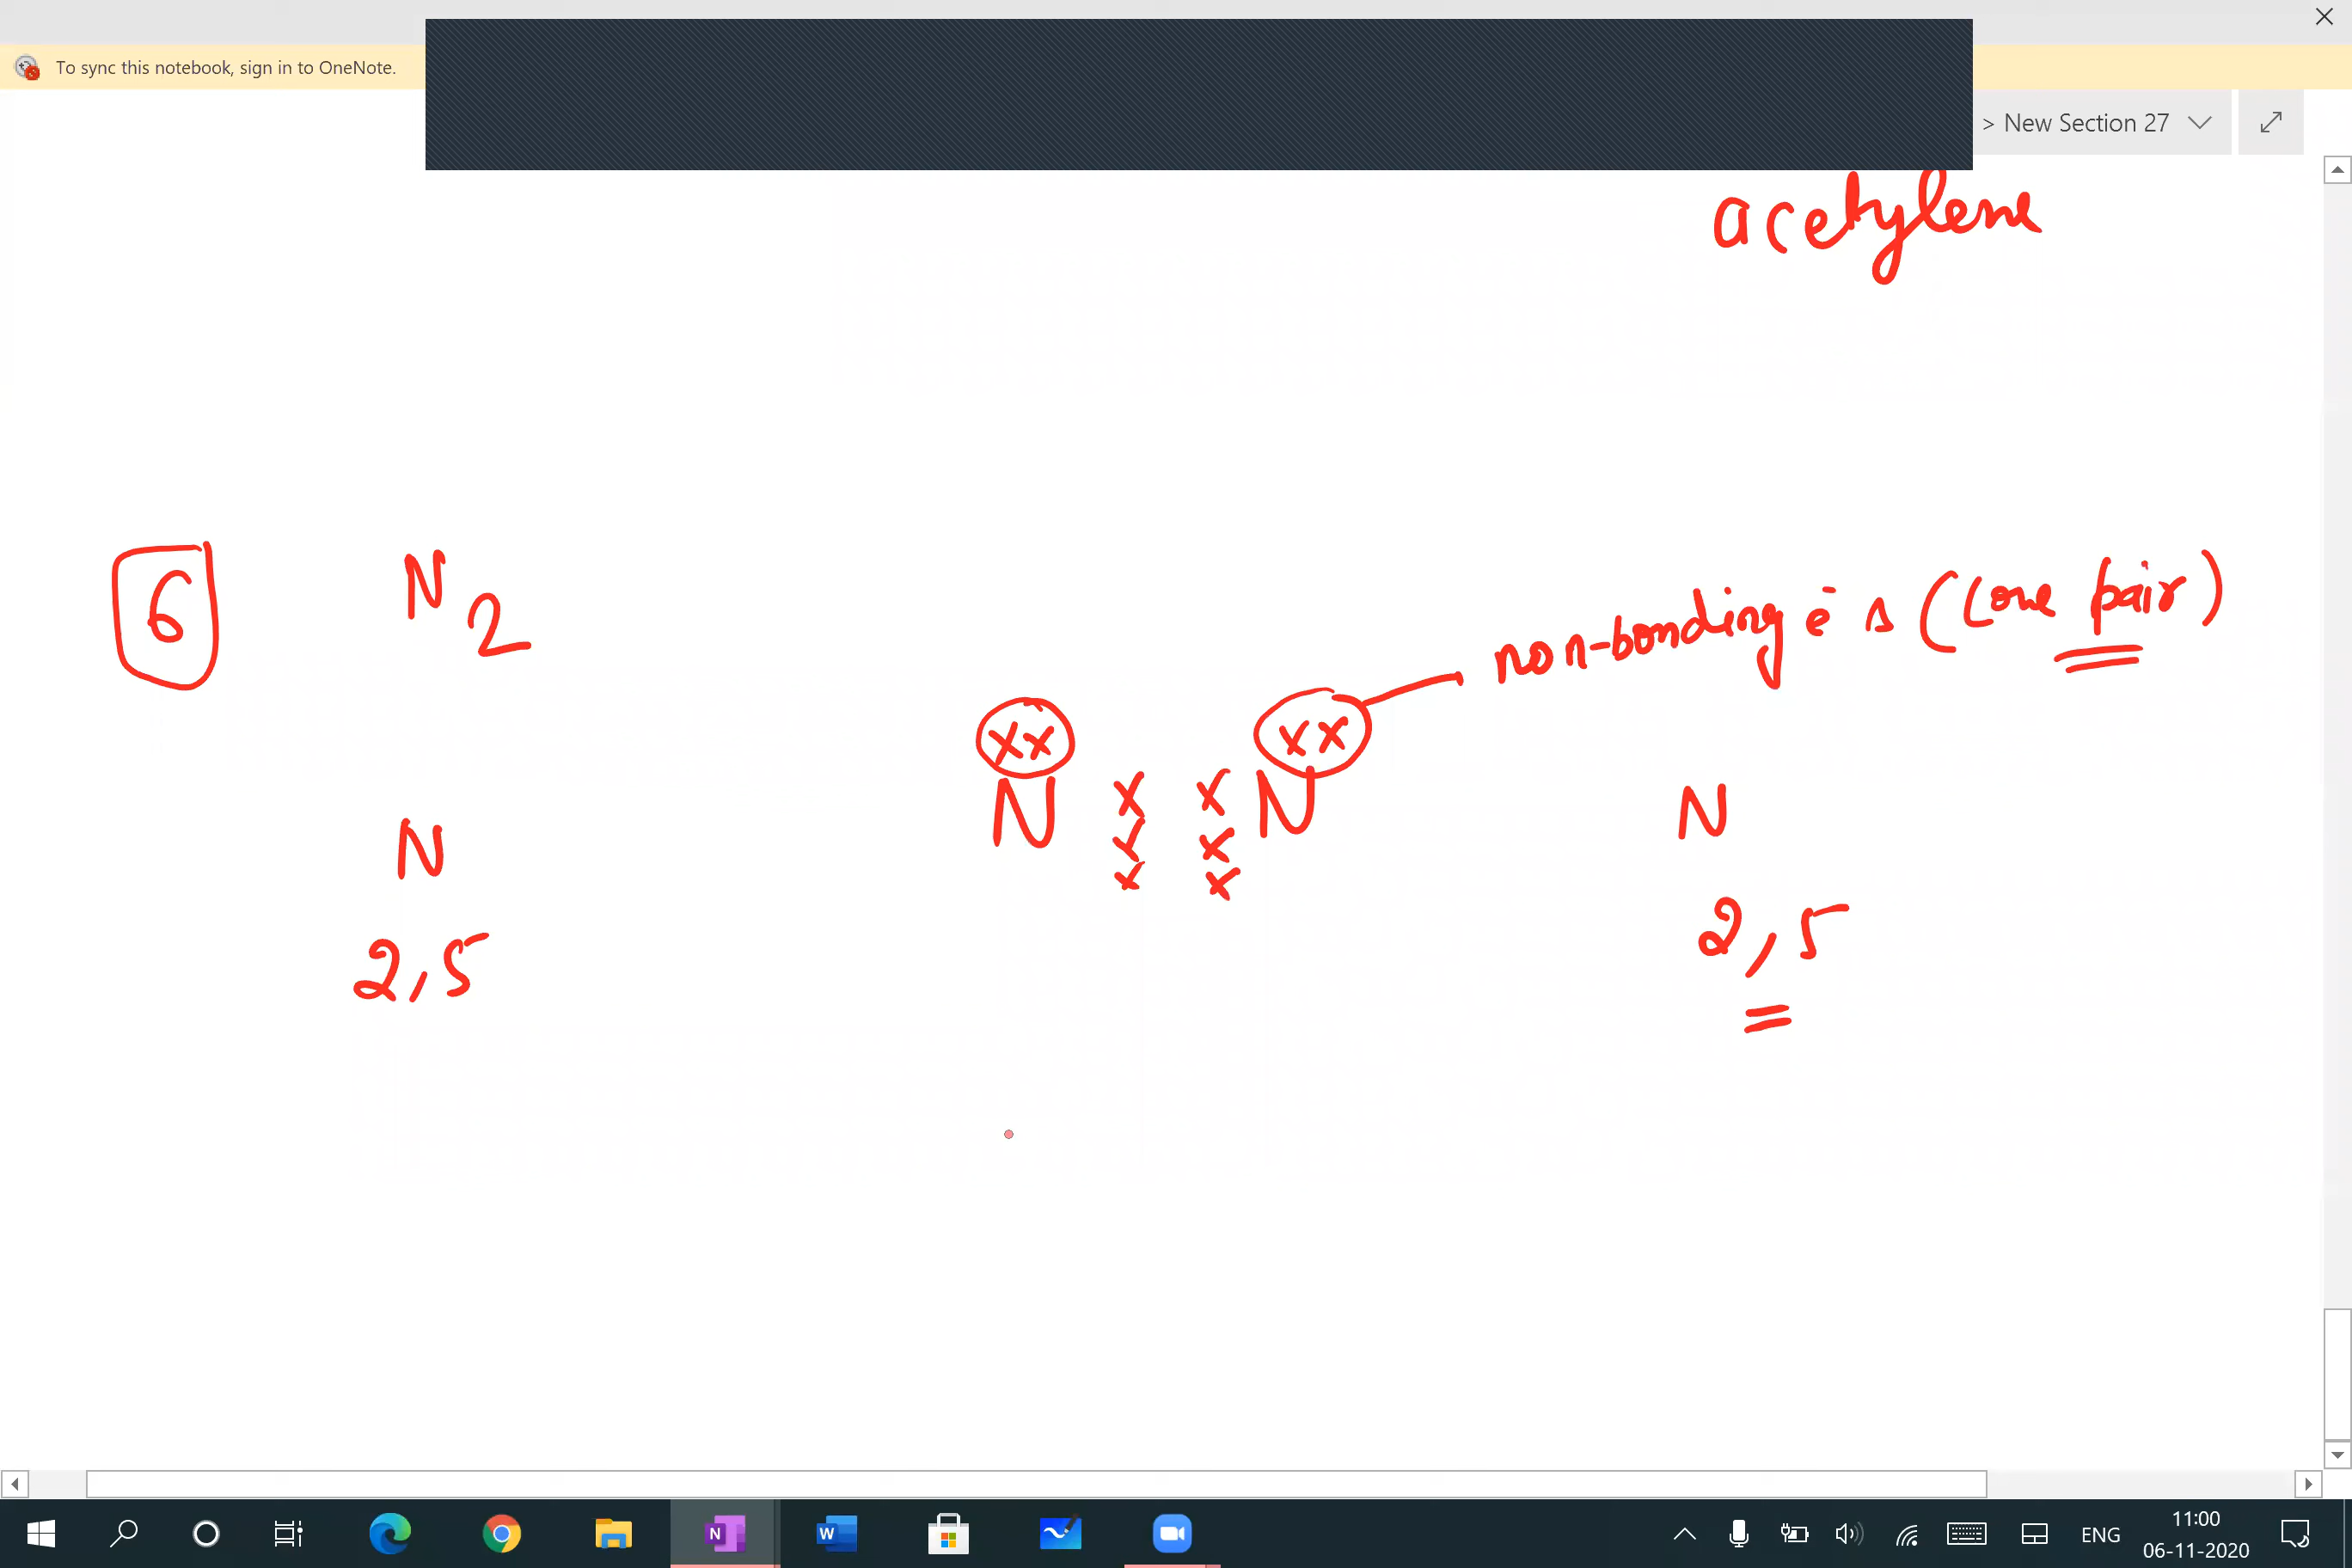 To sync this notebook, sign in to OneNote.
> New Section 27
acetylene
6
N2
non-bonding e̅ s (lone pair)
xx xx
N x x N
x x
x x
N N
2,5 2,5
ENG
11:00
06-11-2020